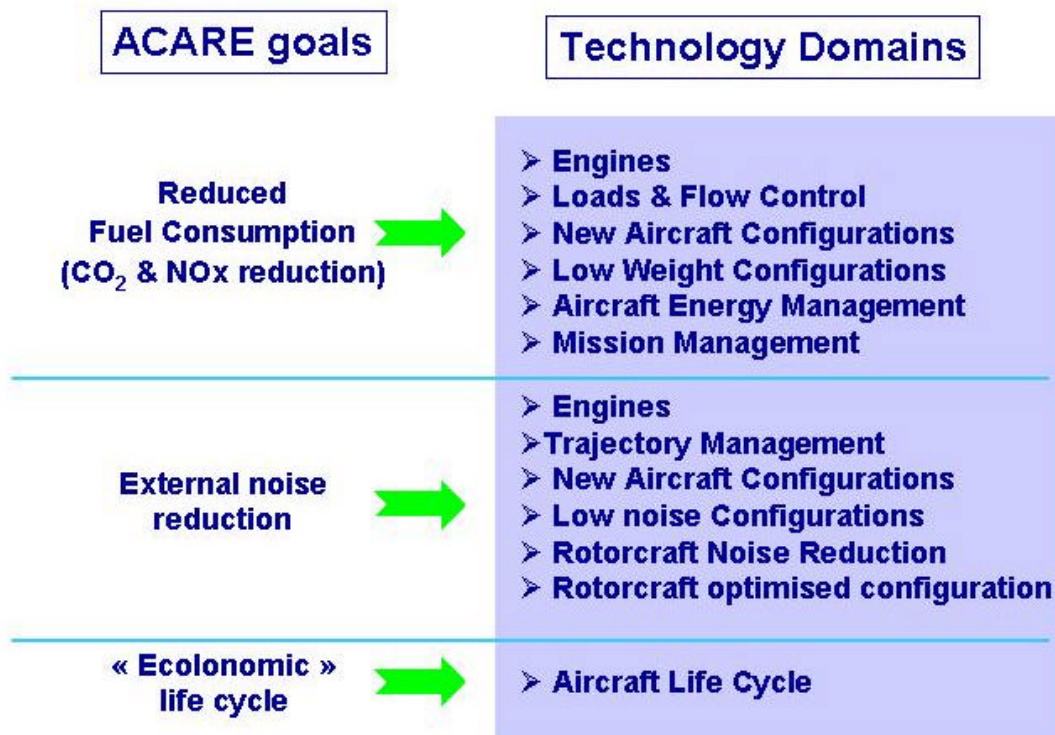 ACARE goals
Technology Domains
Reduced
Fuel Consumption
(CO₂ & NOx reduction)
➢ Engines
➢ Loads & Flow Control
➢ New Aircraft Configurations
➢ Low Weight Configurations
➢ Aircraft Energy Management
➢ Mission Management
External noise
reduction
➢ Engines
➢Trajectory Management
➢ New Aircraft Configurations
➢ Low noise Configurations
➢ Rotorcraft Noise Reduction
➢ Rotorcraft optimised configuration
« Ecolonomic »
life cycle
➢ Aircraft Life Cycle